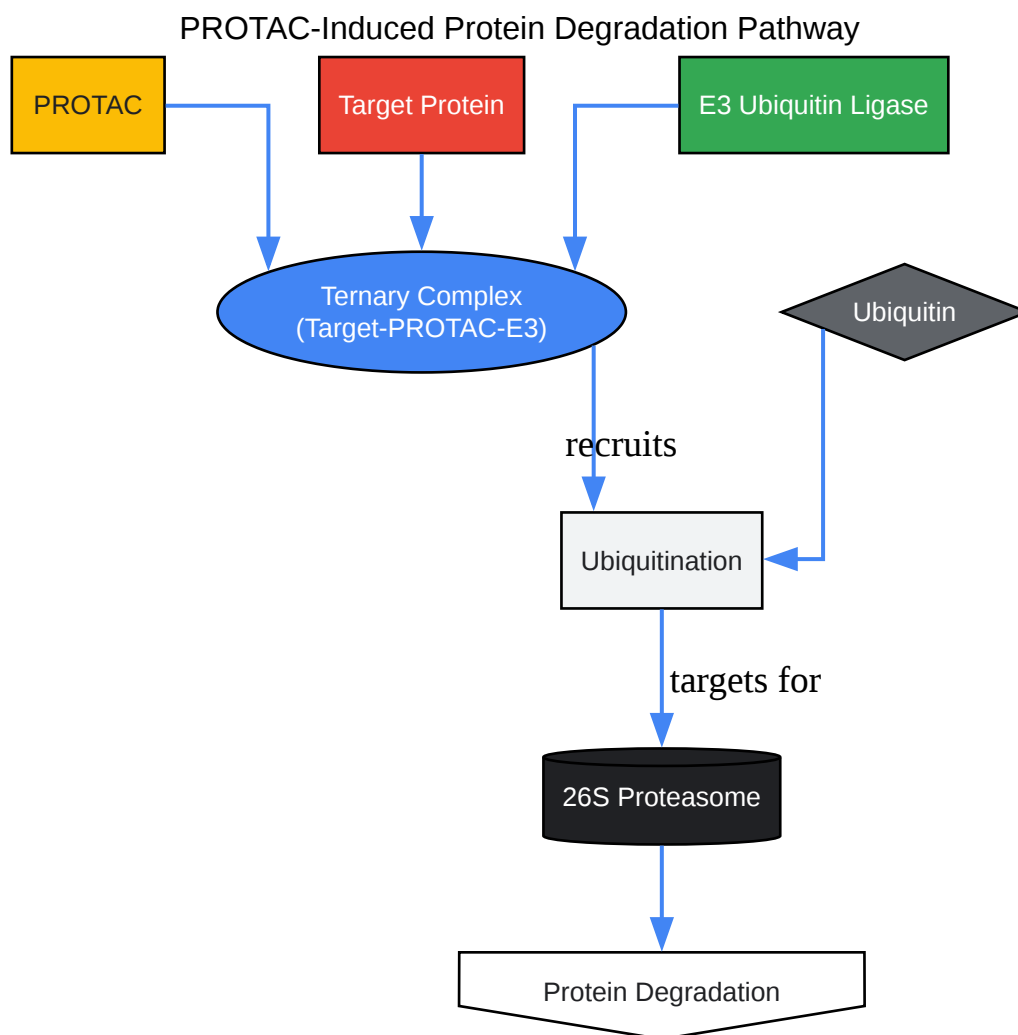 PROTAC-Induced Protein Degradation Pathway
PROTAC
Target Protein
E3 Ubiquitin Ligase
Ternary Complex
(Target-PROTAC-E3)
Ubiquitin
recruits
Ubiquitination
targets for
26S Proteasome
Protein Degradation